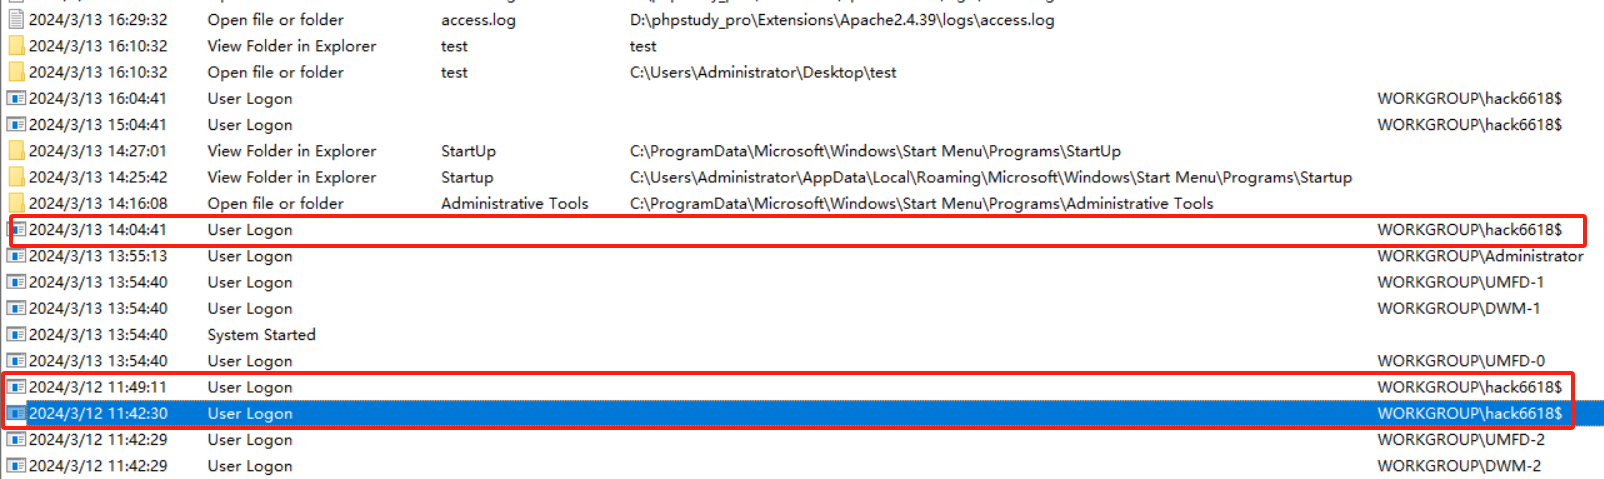 2024/3/13 16:29:32 Open file or folder access.log D:\phpstudy_pro\Extensions\Apache2.4.39\logs\access.log
2024/3/13 16:10:32 View Folder in Explorer test test
2024/3/13 16:10:32 Open file or folder test C:\Users\Administrator\Desktop\test
2024/3/13 16:04:41 User Logon WORKGROUP\hack6618$
2024/3/13 15:04:41 User Logon WORKGROUP\hack6618$
2024/3/13 14:27:01 View Folder in Explorer StartUp C:\ProgramData\Microsoft\Windows\Start Menu\Programs\StartUp
2024/3/13 14:25:42 View Folder in Explorer Startup C:\Users\Administrator\AppData\Local\Roaming\Microsoft\Windows\Start Menu\Programs\Startup
2024/3/13 14:16:08 Open file or folder Administrative Tools C:\ProgramData\Microsoft\Windows\Start Menu\Programs\Administrative Tools
2024/3/13 14:04:41 User Logon WORKGROUP\hack6618$
2024/3/13 13:55:13 User Logon WORKGROUP\Administrator
2024/3/13 13:54:40 User Logon WORKGROUP\UMFD-1
2024/3/13 13:54:40 User Logon WORKGROUP\DWM-1
2024/3/13 13:54:40 System Started
2024/3/13 13:54:40 User Logon WORKGROUP\UMFD-0
2024/3/12 11:49:11 User Logon WORKGROUP\hack6618$
2024/3/12 11:42:30 User Logon WORKGROUP\hack6618$
2024/3/12 11:42:29 User Logon WORKGROUP\UMFD-2
2024/3/12 11:42:29 User Logon WORKGROUP\DWM-2